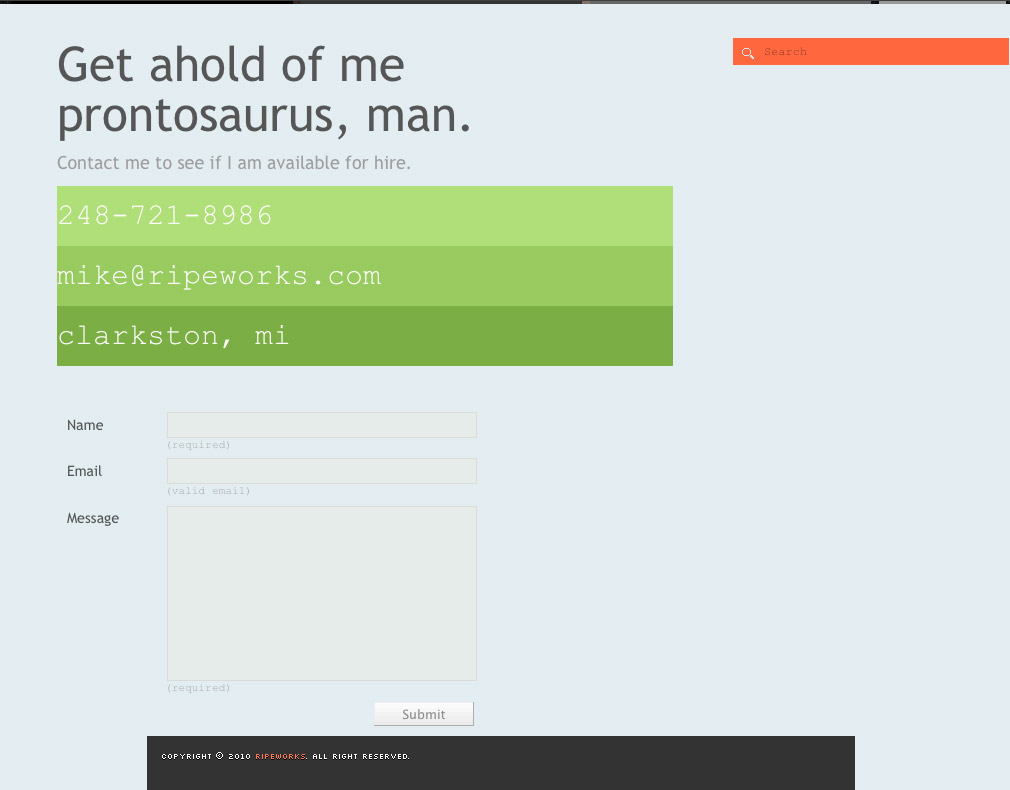 Get ahold of me
prontosaurus, man.
Search
Contact me to see if I am available for hire.
248-721-8986
mike@ripeworks.com
clarkston, mi
Name
(required)
Email
(valid email)
Message
(required)
Submit
COPYRIGHT © 2010 RIPEWORKS. ALL RIGHT RESERVED.